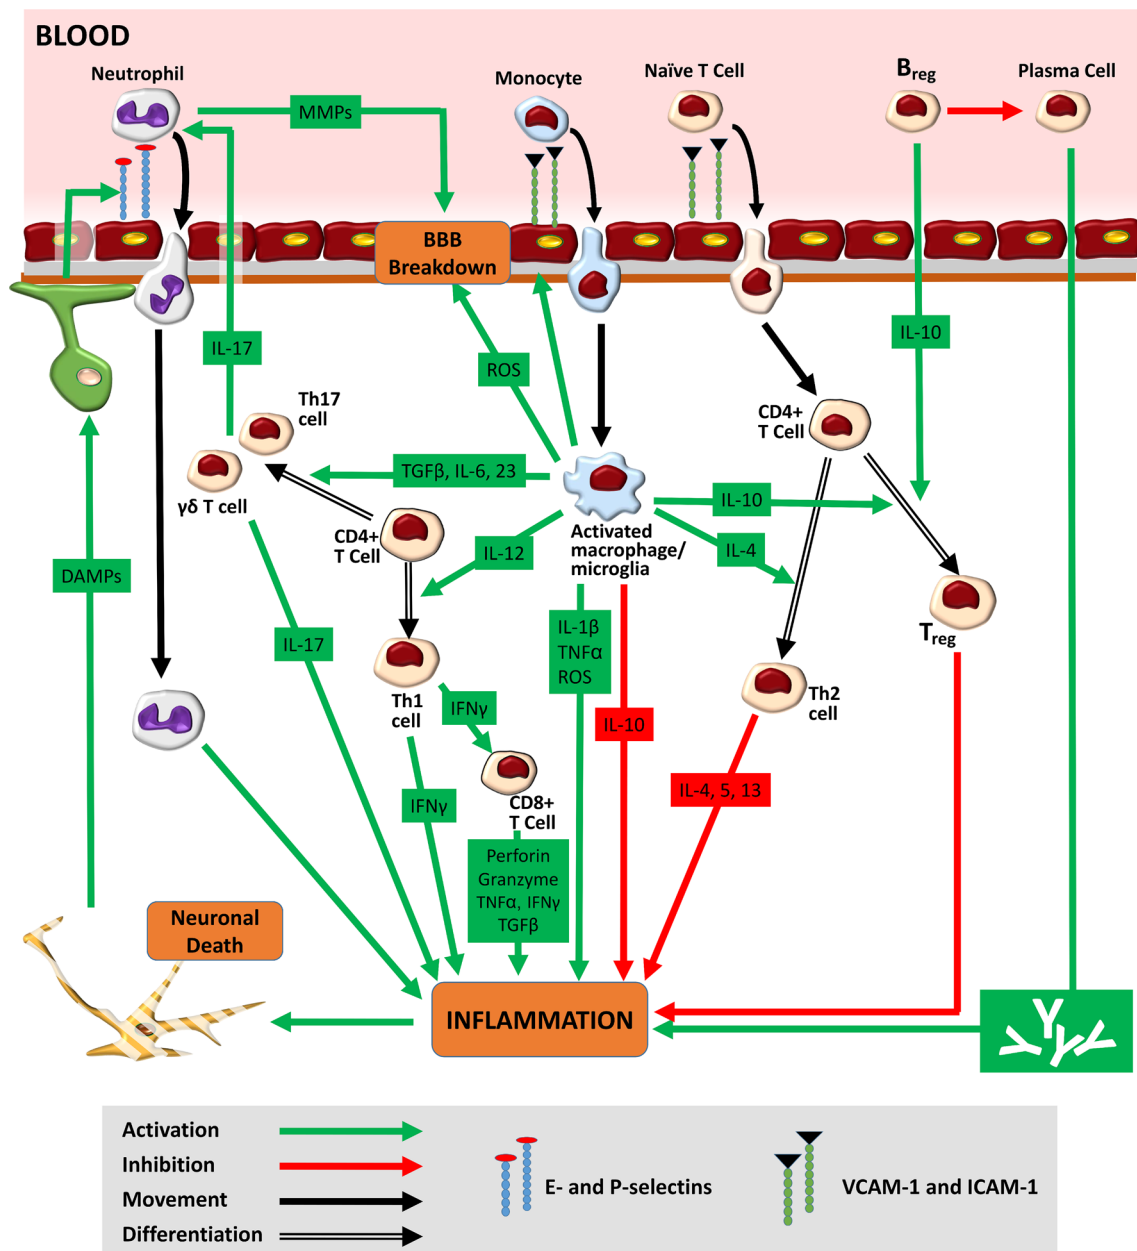 BLOOD
Neutrophil
Monocyte
Naïve T Cell
Breg
Plasma Cell
MMPs
BBB
Breakdown
IL-17
ROS
IL-10
Th17
cell
CD4+
T Cell
γδ T cell
TGFβ, IL-6, 23
CD4+
T Cell
IL-12
Activated
macrophage/
microglia
IL-10
IL-4
DAMPs
IL-17
IL-1β
TNFα
ROS
Treg
Th1
cell
IFNγ
IL-10
Th2
cell
IFNγ
CD8+
T Cell
IL-4, 5, 13
Perforin
Granzyme
TNFα, IFNγ
TGFβ
Neuronal
Death
INFLAMMATION
Activation
Inhibition
Movement
Differentiation
E- and P-selectins
VCAM-1 and ICAM-1